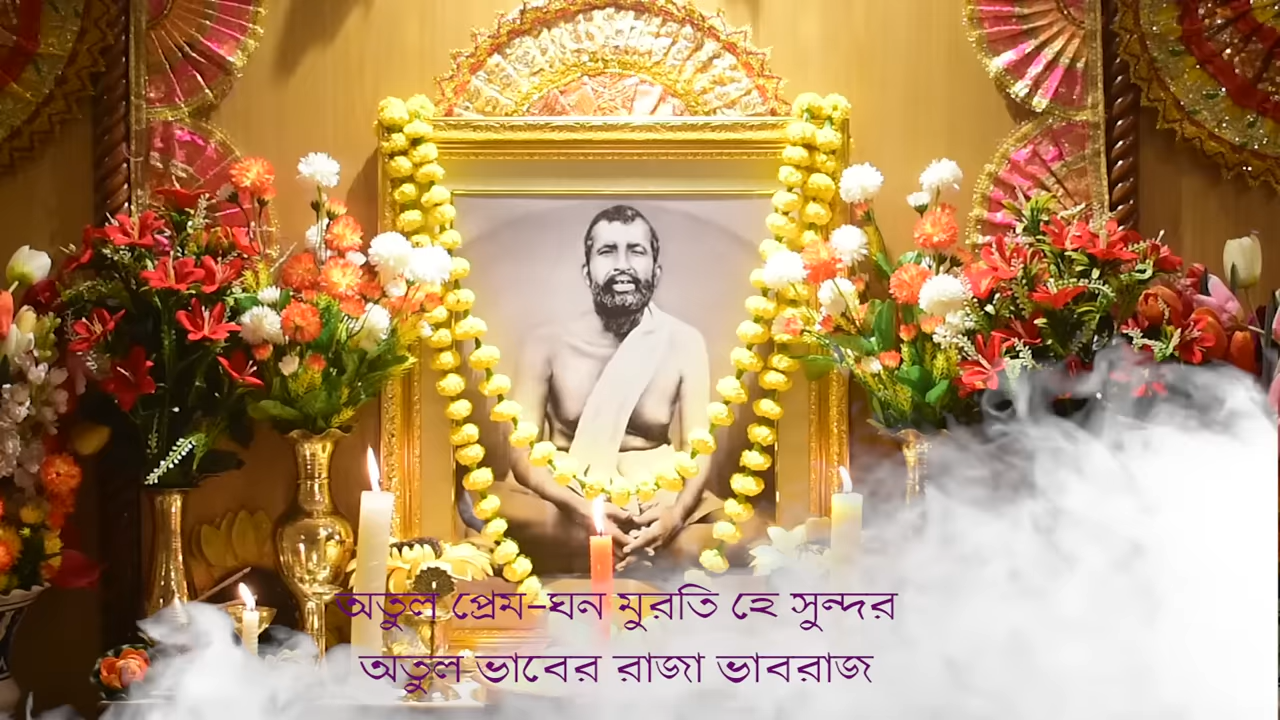 অতুল প্রেম-ঘন মুরতি হে সুন্দর
অতুল ভাবের রাজা ভাবরাজ